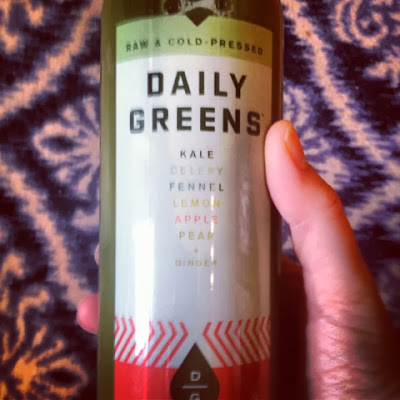 RAW & COLD-PRESSED
DAILY
GREENS
KALE
CELERY
FENNEL
LEMON
APPLE
PEAR
+
GINGER
D
G